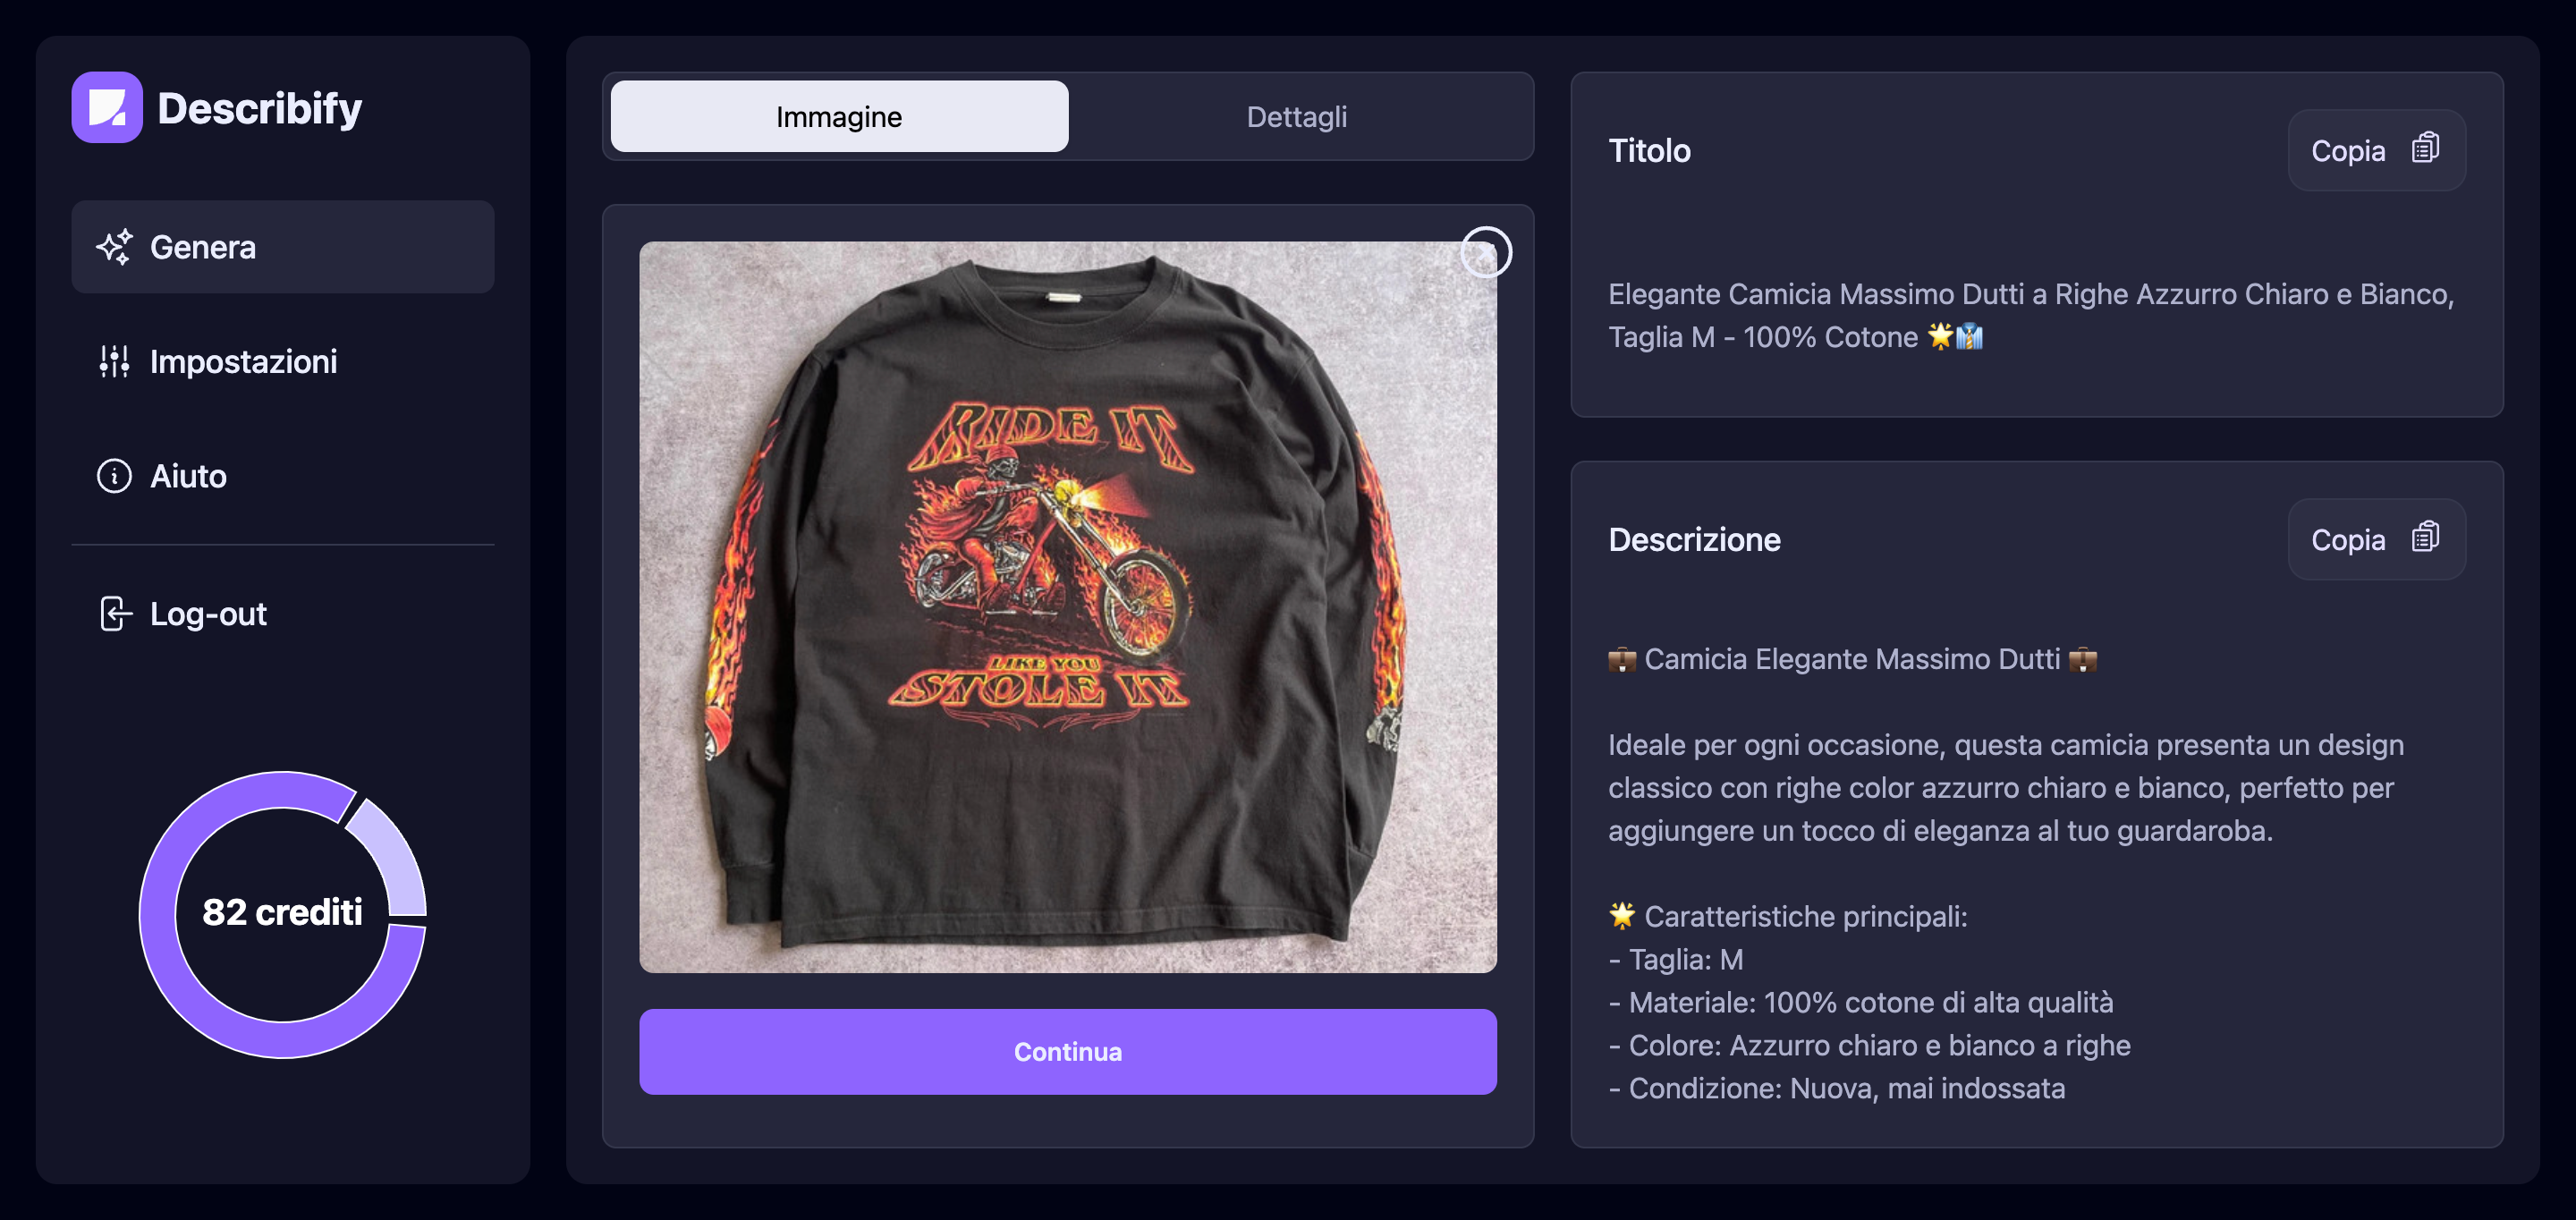 Describify
Genera
Impostazioni
Aiuto
Log-out
82 crediti
Immagine
Dettagli
RIDE IT
LIKE YOU
STOLE IT
Continua
Titolo
Copia
Elegante Camicia Massimo Dutti a Righe Azzurro Chiaro e Bianco,
Taglia M - 100% Cotone 🌟👔
Descrizione
Copia
💼 Camicia Elegante Massimo Dutti 💼
Ideale per ogni occasione, questa camicia presenta un design
classico con righe color azzurro chiaro e bianco, perfetto per
aggiungere un tocco di eleganza al tuo guardaroba.
🌟 Caratteristiche principali:
- Taglia: M
- Materiale: 100% cotone di alta qualità
- Colore: Azzurro chiaro e bianco a righe
- Condizione: Nuova, mai indossata